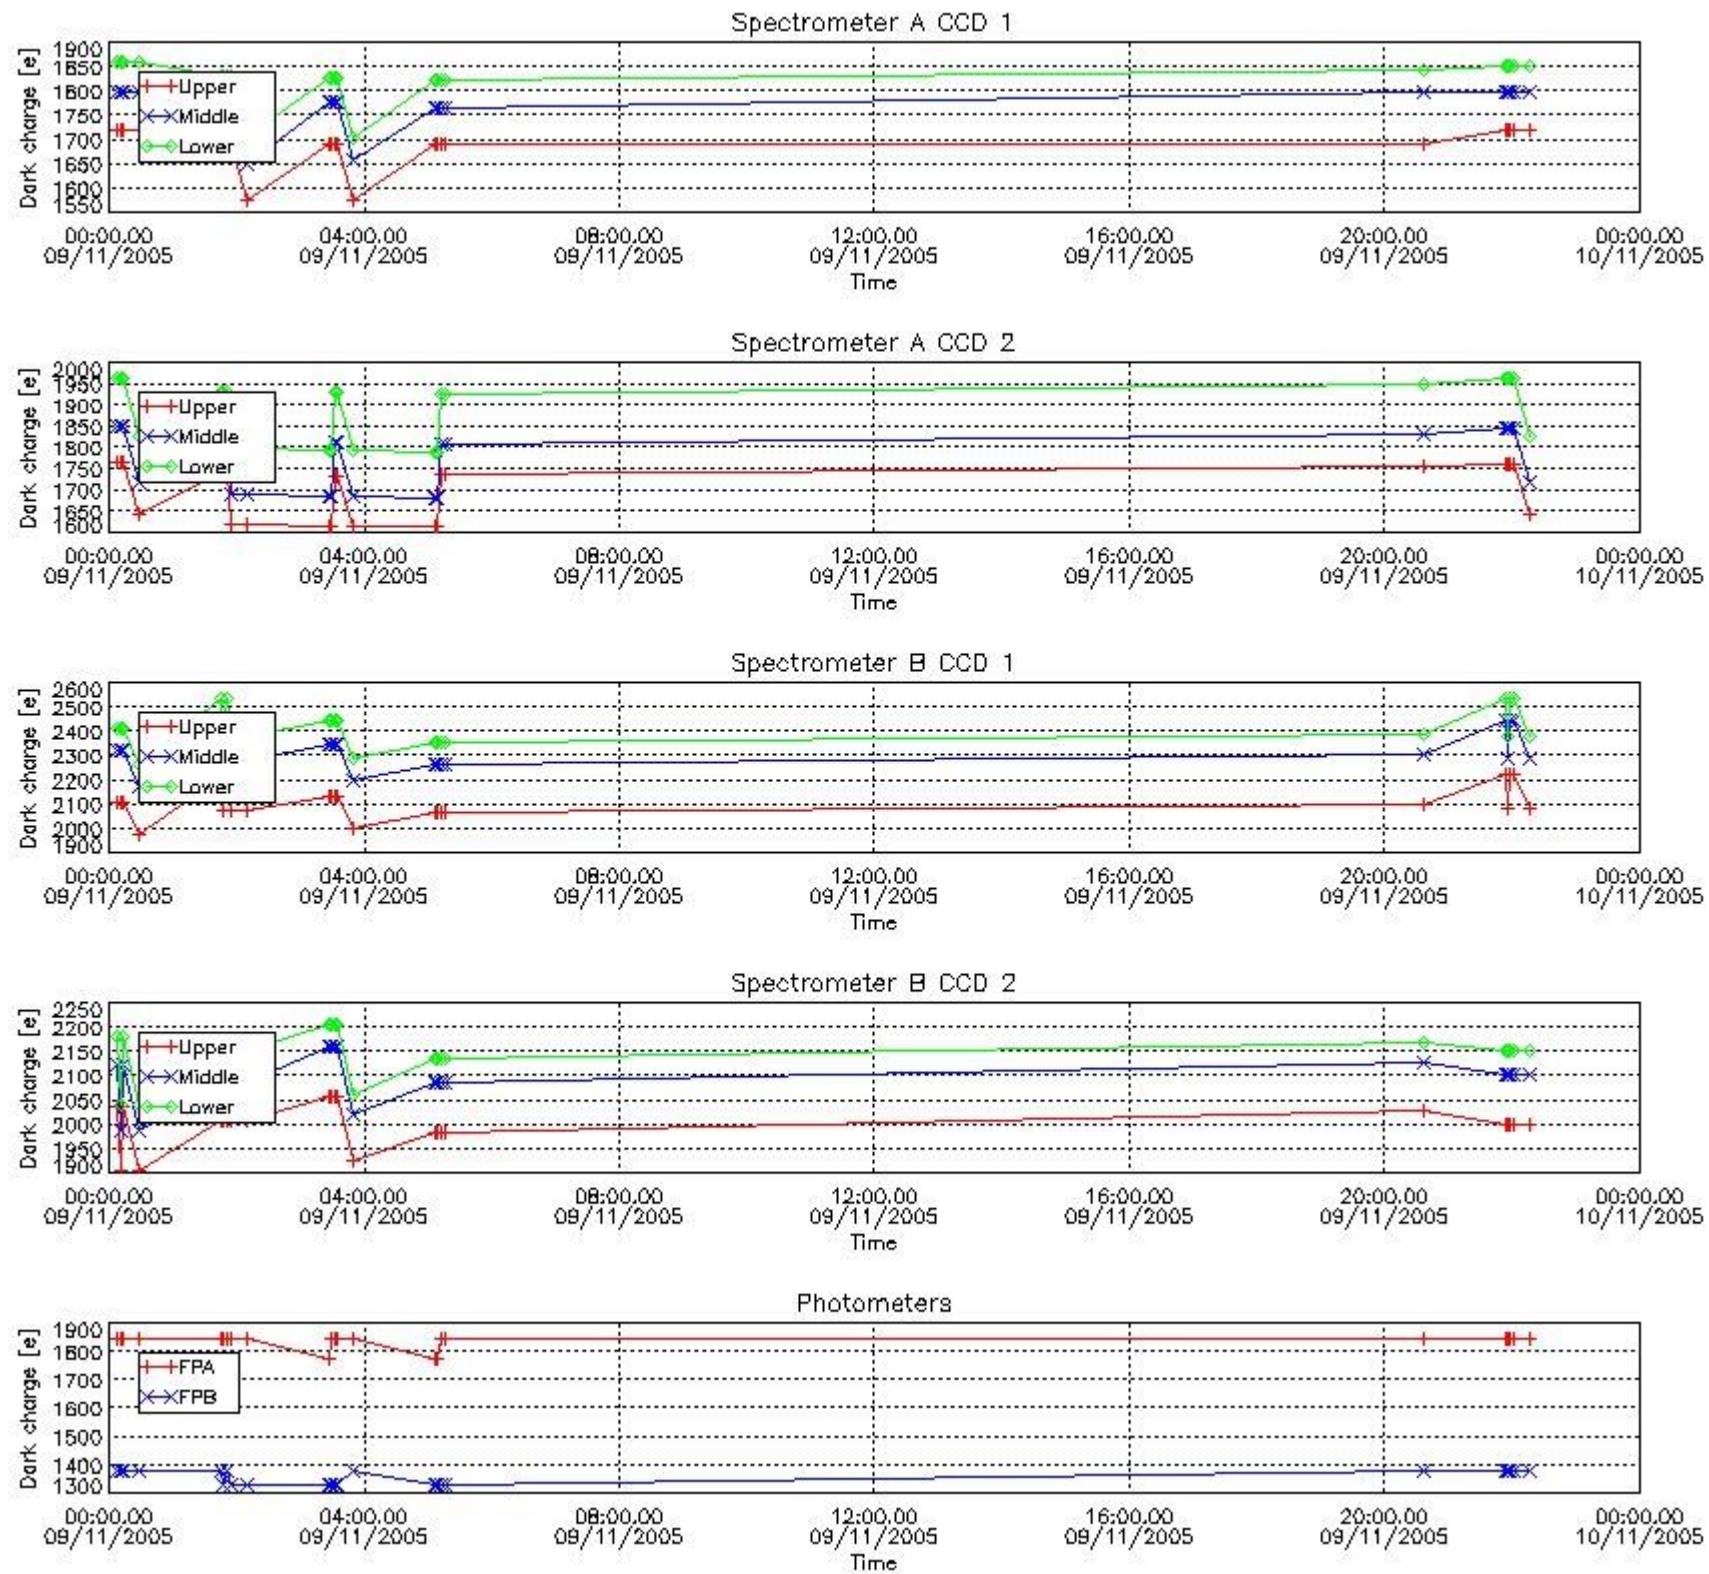 Spectrometer A CCD 1
Dark charge [e]
1900
1850
1800
1750
1700
1650
1600
1550
Upper
Middle
Lower
00:00.00 04:00.00 08:00.00 12:00.00 16:00.00 20:00.00 00:00.00
09/11/2005 09/11/2005 09/11/2005 09/11/2005 09/11/2005 09/11/2005 10/11/2005
Time
Spectrometer A CCD 2
Dark charge [e]
2000
1950
1900
1850
1800
1750
1700
1650
1600
Upper
Middle
Lower
00:00.00 04:00.00 08:00.00 12:00.00 16:00.00 20:00.00 00:00.00
09/11/2005 09/11/2005 09/11/2005 09/11/2005 09/11/2005 09/11/2005 10/11/2005
Time
Spectrometer B CCD 1
Dark charge [e]
2600
2500
2400
2300
2200
2100
2000
1900
Upper
Middle
Lower
00:00.00 04:00.00 08:00.00 12:00.00 16:00.00 20:00.00 00:00.00
09/11/2005 09/11/2005 09/11/2005 09/11/2005 09/11/2005 09/11/2005 10/11/2005
Time
Spectrometer B CCD 2
Dark charge [e]
2250
2200
2150
2100
2050
2000
1950
1900
Upper
Middle
Lower
00:00.00 04:00.00 08:00.00 12:00.00 16:00.00 20:00.00 00:00.00
09/11/2005 09/11/2005 09/11/2005 09/11/2005 09/11/2005 09/11/2005 10/11/2005
Time
Photometers
Dark charge [e]
1900
1800
1700
1600
1500
1400
1300
FPA
FPB
00:00.00 04:00.00 08:00.00 12:00.00 16:00.00 20:00.00 00:00.00
09/11/2005 09/11/2005 09/11/2005 09/11/2005 09/11/2005 09/11/2005 10/11/2005
Time